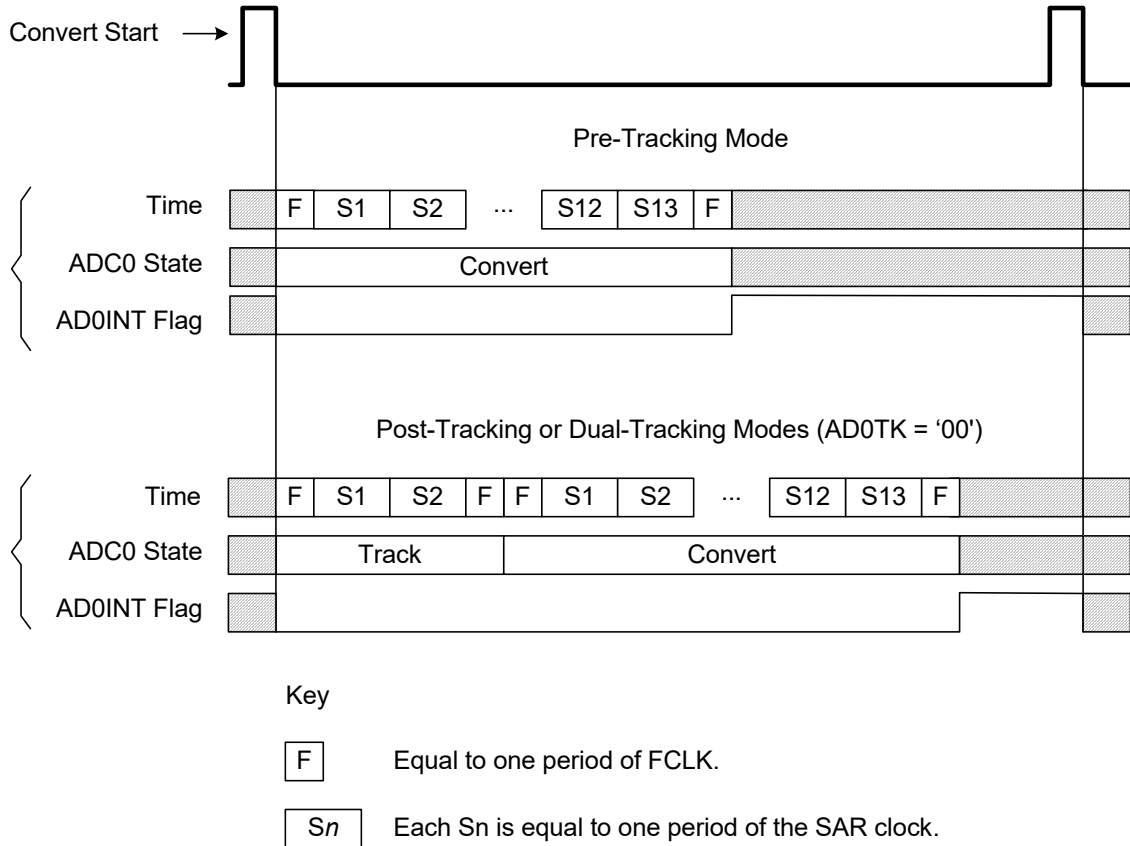 Convert Start
Pre-Tracking Mode
Time F S1 S2 ... S12 S13 F
ADC0 State Convert
AD0INT Flag
Post-Tracking or Dual-Tracking Modes (AD0TK = ‘00')
Time F S1 S2 F F S1 S2 ... S12 S13 F
ADC0 State Track Convert
AD0INT Flag
Key
F Equal to one period of FCLK.
Sn Each Sn is equal to one period of the SAR clock.